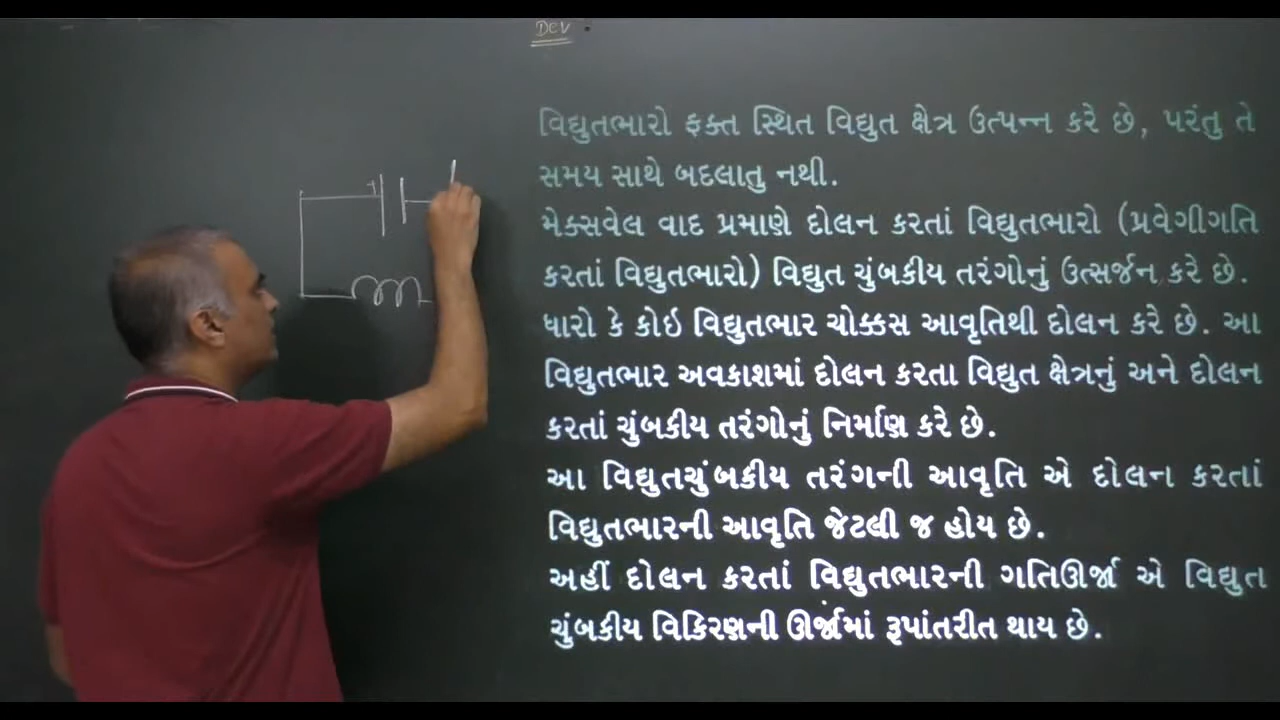 DEV
વિદ્યુતભારો ફક્ત સ્થિત વિદ્યુત ક્ષેત્ર ઉત્પન્ન કરે છે, પરંતુ તે
સમય સાથે બદલાતુ નથી.
મેક્સવેલ વાદ પ્રમાણે દોલન કરતાં વિદ્યુતભારો (પ્રવેગીગતિ
કરતાં વિદ્યુતભારો) વિદ્યુત ચુંબકીય તરંગોનું ઉત્સર્જન કરે છે.
ધારો કે કોઇ વિદ્યુતભાર ચોક્કસ આવૃતિથી દોલન કરે છે. આ
વિદ્યુતભાર અવકાશમાં દોલન કરતા વિદ્યુત ક્ષેત્રનું અને દોલન
કરતાં ચુંબકીય તરંગોનું નિર્માણ કરે છે.
આ વિદ્યુતચુંબકીય તરંગની આવૃતિ એ દોલન કરતાં
વિદ્યુતભારની આવૃતિ જેટલી જ હોય છે.
અહીં દોલન કરતાં વિદ્યુતભારની ગતિઊર્જા એ વિદ્યુત
ચુંબકીય વિકિરણની ઊર્જામાં રૂપાંતરીત થાય છે.